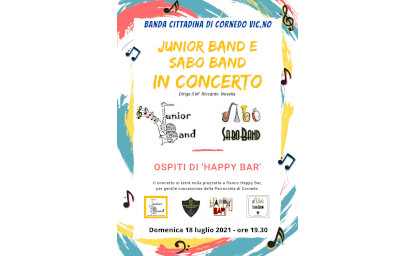 BANDA CITTADINA DI CORNEDO VIC.NO
JUNIOR BAND E
SABO BAND
IN CONCERTO
Dirige il M° Riccardo Novella
Junior
Band
SABO
SABO BAND
OSPITI DI 'HAPPY BAR'
Il concerto si terrà nella piazzetta a fianco Happy Bar,
per gentile concessione della Parrocchia di Cornedo
Domenica 18 luglio 2021 - ore 19.30